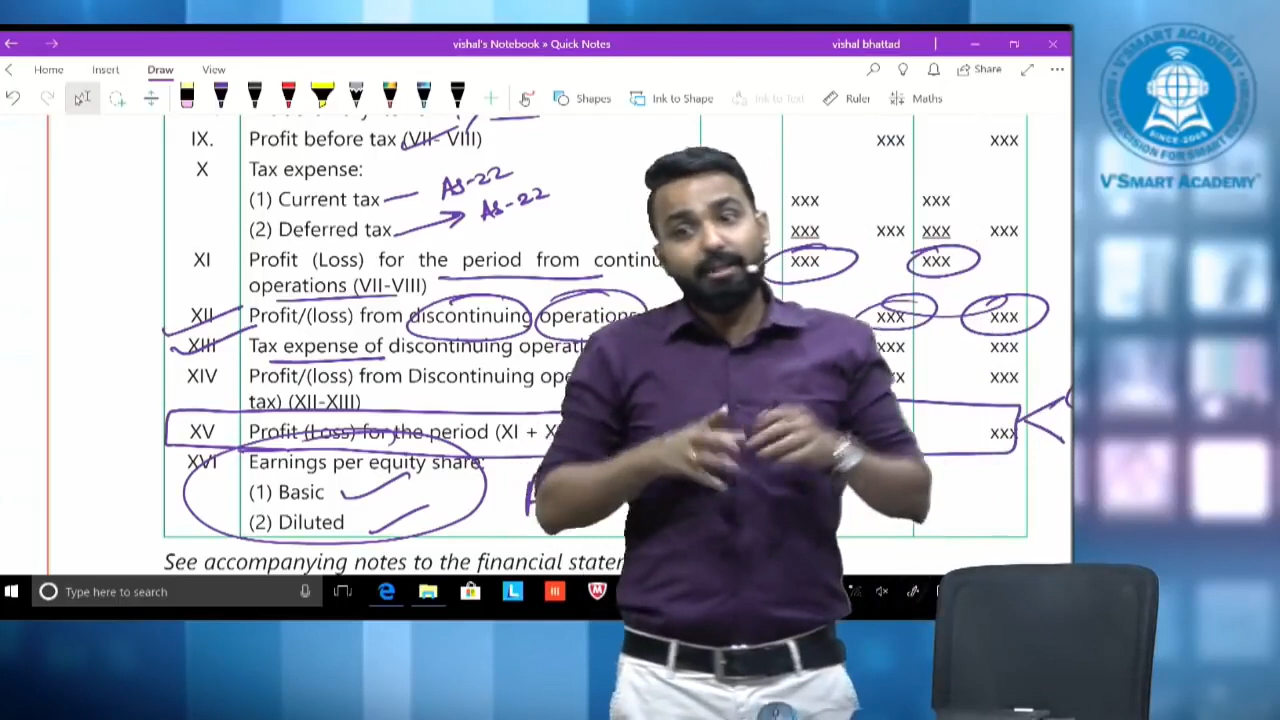 vishal's Notebook » Quick Notes
vishal bhattad
Home Insert Draw View
Share
Shapes
Ink to Shape
Ink to Text
Ruler
Maths
IX. Profit before tax (VII- VIII) xxx xxx
X Tax expense:
(1) Current tax As-22 xxx xxx
(2) Deferred tax As-22 xxx xxx xxx xxx
XI Profit (Loss) for the period from xxx xxx
operations (VII-VIII)
XII Profit/(loss) from discontinuing operations xxx xxx
XIII Tax expense of discontinuing xxx xxx
XIV Profit/(loss) from Discontinuing xxx
tax) (XII-XIII)
XV Profit (Loss) for the period (XI + xxx
XVI Earnings per equity share:
(1) Basic
(2) Diluted
See accompanying notes to the financial
Type here to search
V'SMART ACADEMY
SINCE-2005
V'SMART ACADEMY